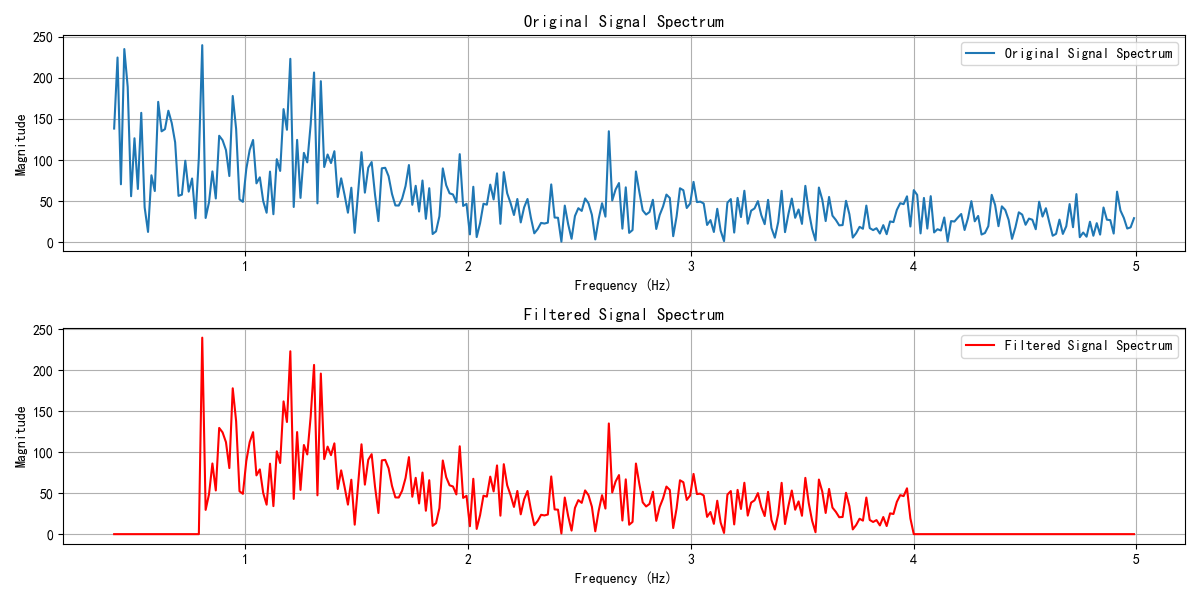 Original Signal Spectrum
Original Signal Spectrum
Magnitude
250
200
150
100
50
0
1
2
3
4
5
Frequency (Hz)
Filtered Signal Spectrum
Filtered Signal Spectrum
Magnitude
250
200
150
100
50
0
1
2
3
4
5
Frequency (Hz)